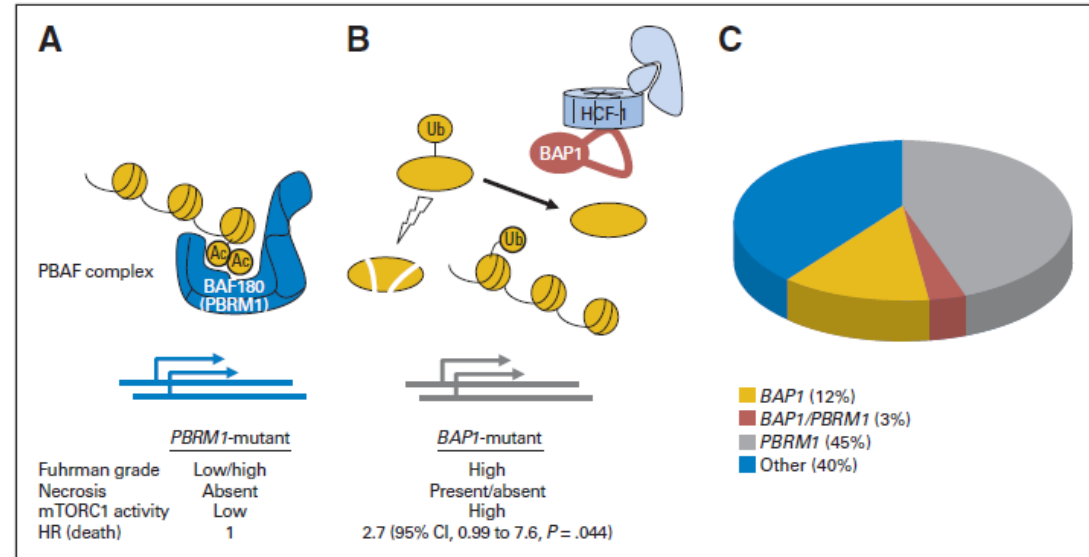 A
B
C
Ub
HCF-1
BAP1
Ac
Ac
Ub
PBAF complex
BAF180
(PBRM1)
BAP1 (12%)
BAP1/PBRM1 (3%)
PBRM1 (45%)
Other (40%)
PBRM1-mutant
BAP1-mutant
Fuhrman grade Low/high High
Necrosis Absent Present/absent
mTORC1 activity Low High
HR (death) 1 2.7 (95% CI, 0.99 to 7.6, P = .044)